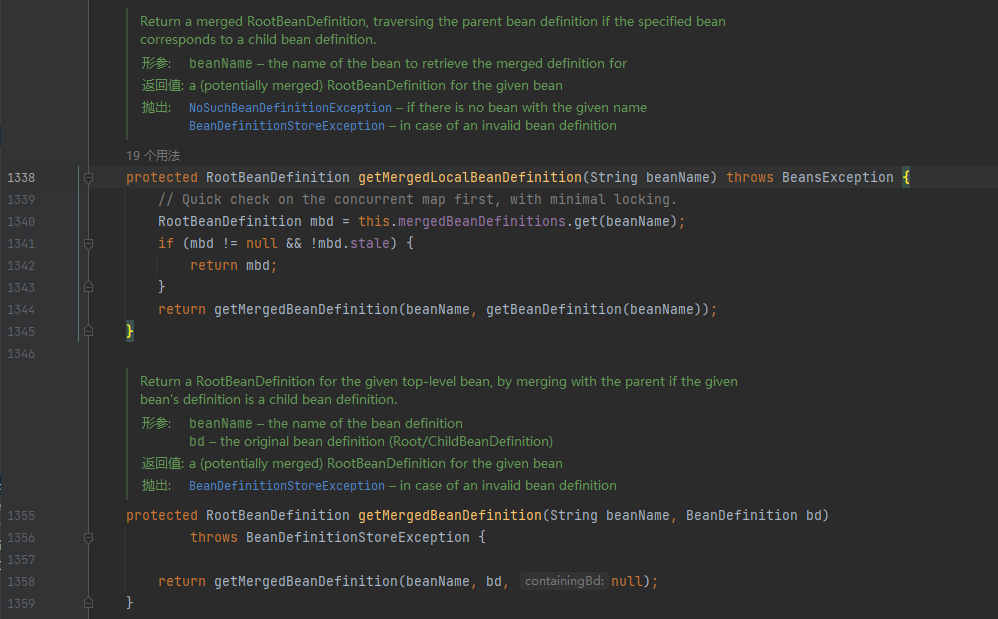 Return a merged RootBeanDefinition, traversing the parent bean definition if the specified bean
corresponds to a child bean definition.
形参: beanName – the name of the bean to retrieve the merged definition for
返回值: a (potentially merged) RootBeanDefinition for the given bean
抛出: NoSuchBeanDefinitionException – if there is no bean with the given name
BeanDefinitionStoreException – in case of an invalid bean definition
19 个用法
1338 protected RootBeanDefinition getMergedLocalBeanDefinition(String beanName) throws BeansException {
1339 // Quick check on the concurrent map first, with minimal locking.
1340 RootBeanDefinition mbd = this.mergedBeanDefinitions.get(beanName);
1341 if (mbd != null && !mbd.stale) {
1342 return mbd;
1343 }
1344 return getMergedBeanDefinition(beanName, getBeanDefinition(beanName));
1345 }
1346
Return a RootBeanDefinition for the given top-level bean, by merging with the parent if the given
bean's definition is a child bean definition.
形参: beanName – the name of the bean definition
bd – the original bean definition (Root/ChildBeanDefinition)
返回值: a (potentially merged) RootBeanDefinition for the given bean
抛出: BeanDefinitionStoreException – in case of an invalid bean definition
1355 protected RootBeanDefinition getMergedBeanDefinition(String beanName, BeanDefinition bd)
1356 throws BeanDefinitionStoreException {
1357
1358 return getMergedBeanDefinition(beanName, bd, containingBd: null);
1359 }